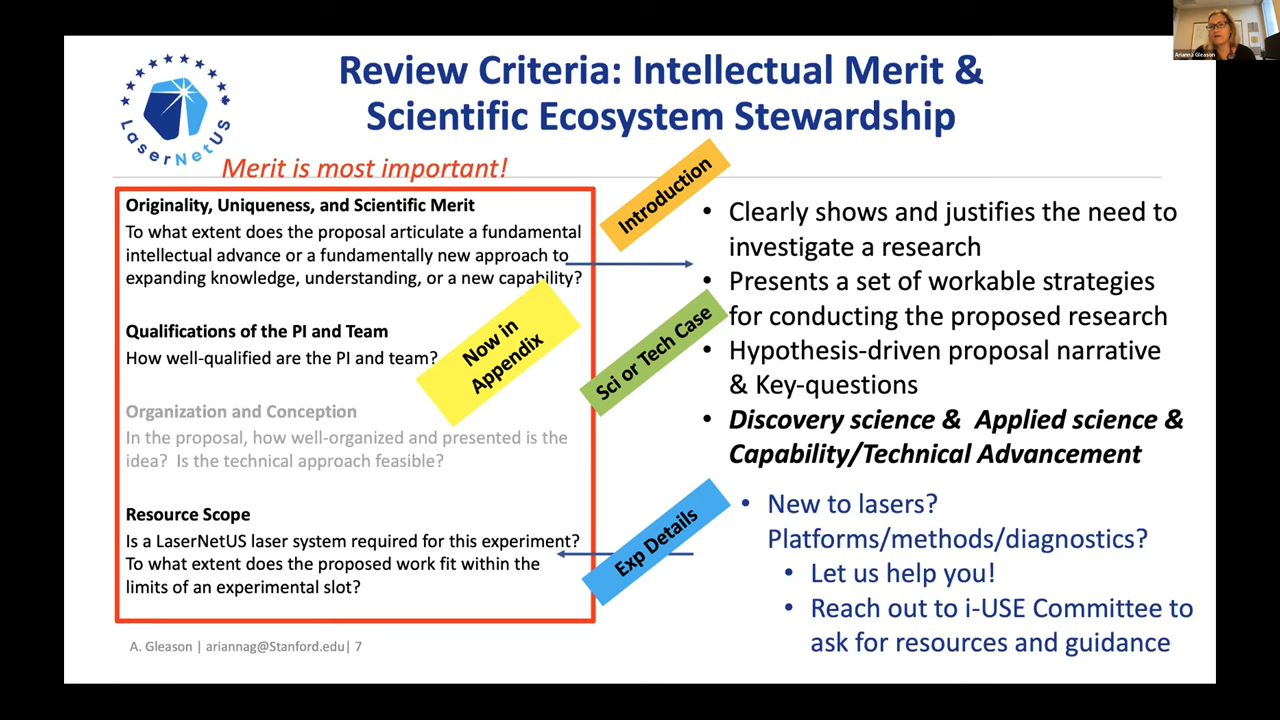 Arianna Gleason
Review Criteria: Intellectual Merit &
Scientific Ecosystem Stewardship
LaserNetUS
Merit is most important!
Originality, Uniqueness, and Scientific Merit
To what extent does the proposal articulate a fundamental
intellectual advance or a fundamentally new approach to
expanding knowledge, understanding, or a new capability?
Qualifications of the PI and Team
How well-qualified are the PI and team?
Now in
Appendix
Organization and Conception
In the proposal, how well-organized and presented is the
idea? Is the technical approach feasible?
Resource Scope
Is a LaserNetUS laser system required for this experiment?
To what extent does the proposed work fit within the
limits of an experimental slot?
Introduction
Sci or Tech Case
Exp Details
• Clearly shows and justifies the need to
investigate a research
• Presents a set of workable strategies
for conducting the proposed research
• Hypothesis-driven proposal narrative
& Key-questions
• Discovery science & Applied science &
Capability/Technical Advancement
• New to lasers?
Platforms/methods/diagnostics?
• Let us help you!
• Reach out to i-USE Committee to
ask for resources and guidance
A. Gleason | ariannag@Stanford.edu| 7